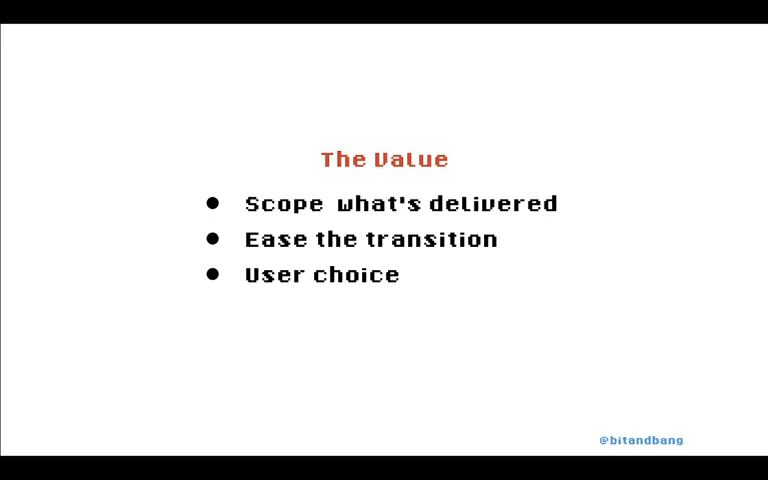 The Value
● Scope what's delivered
● Ease the transition
● User choice
@bitandbang